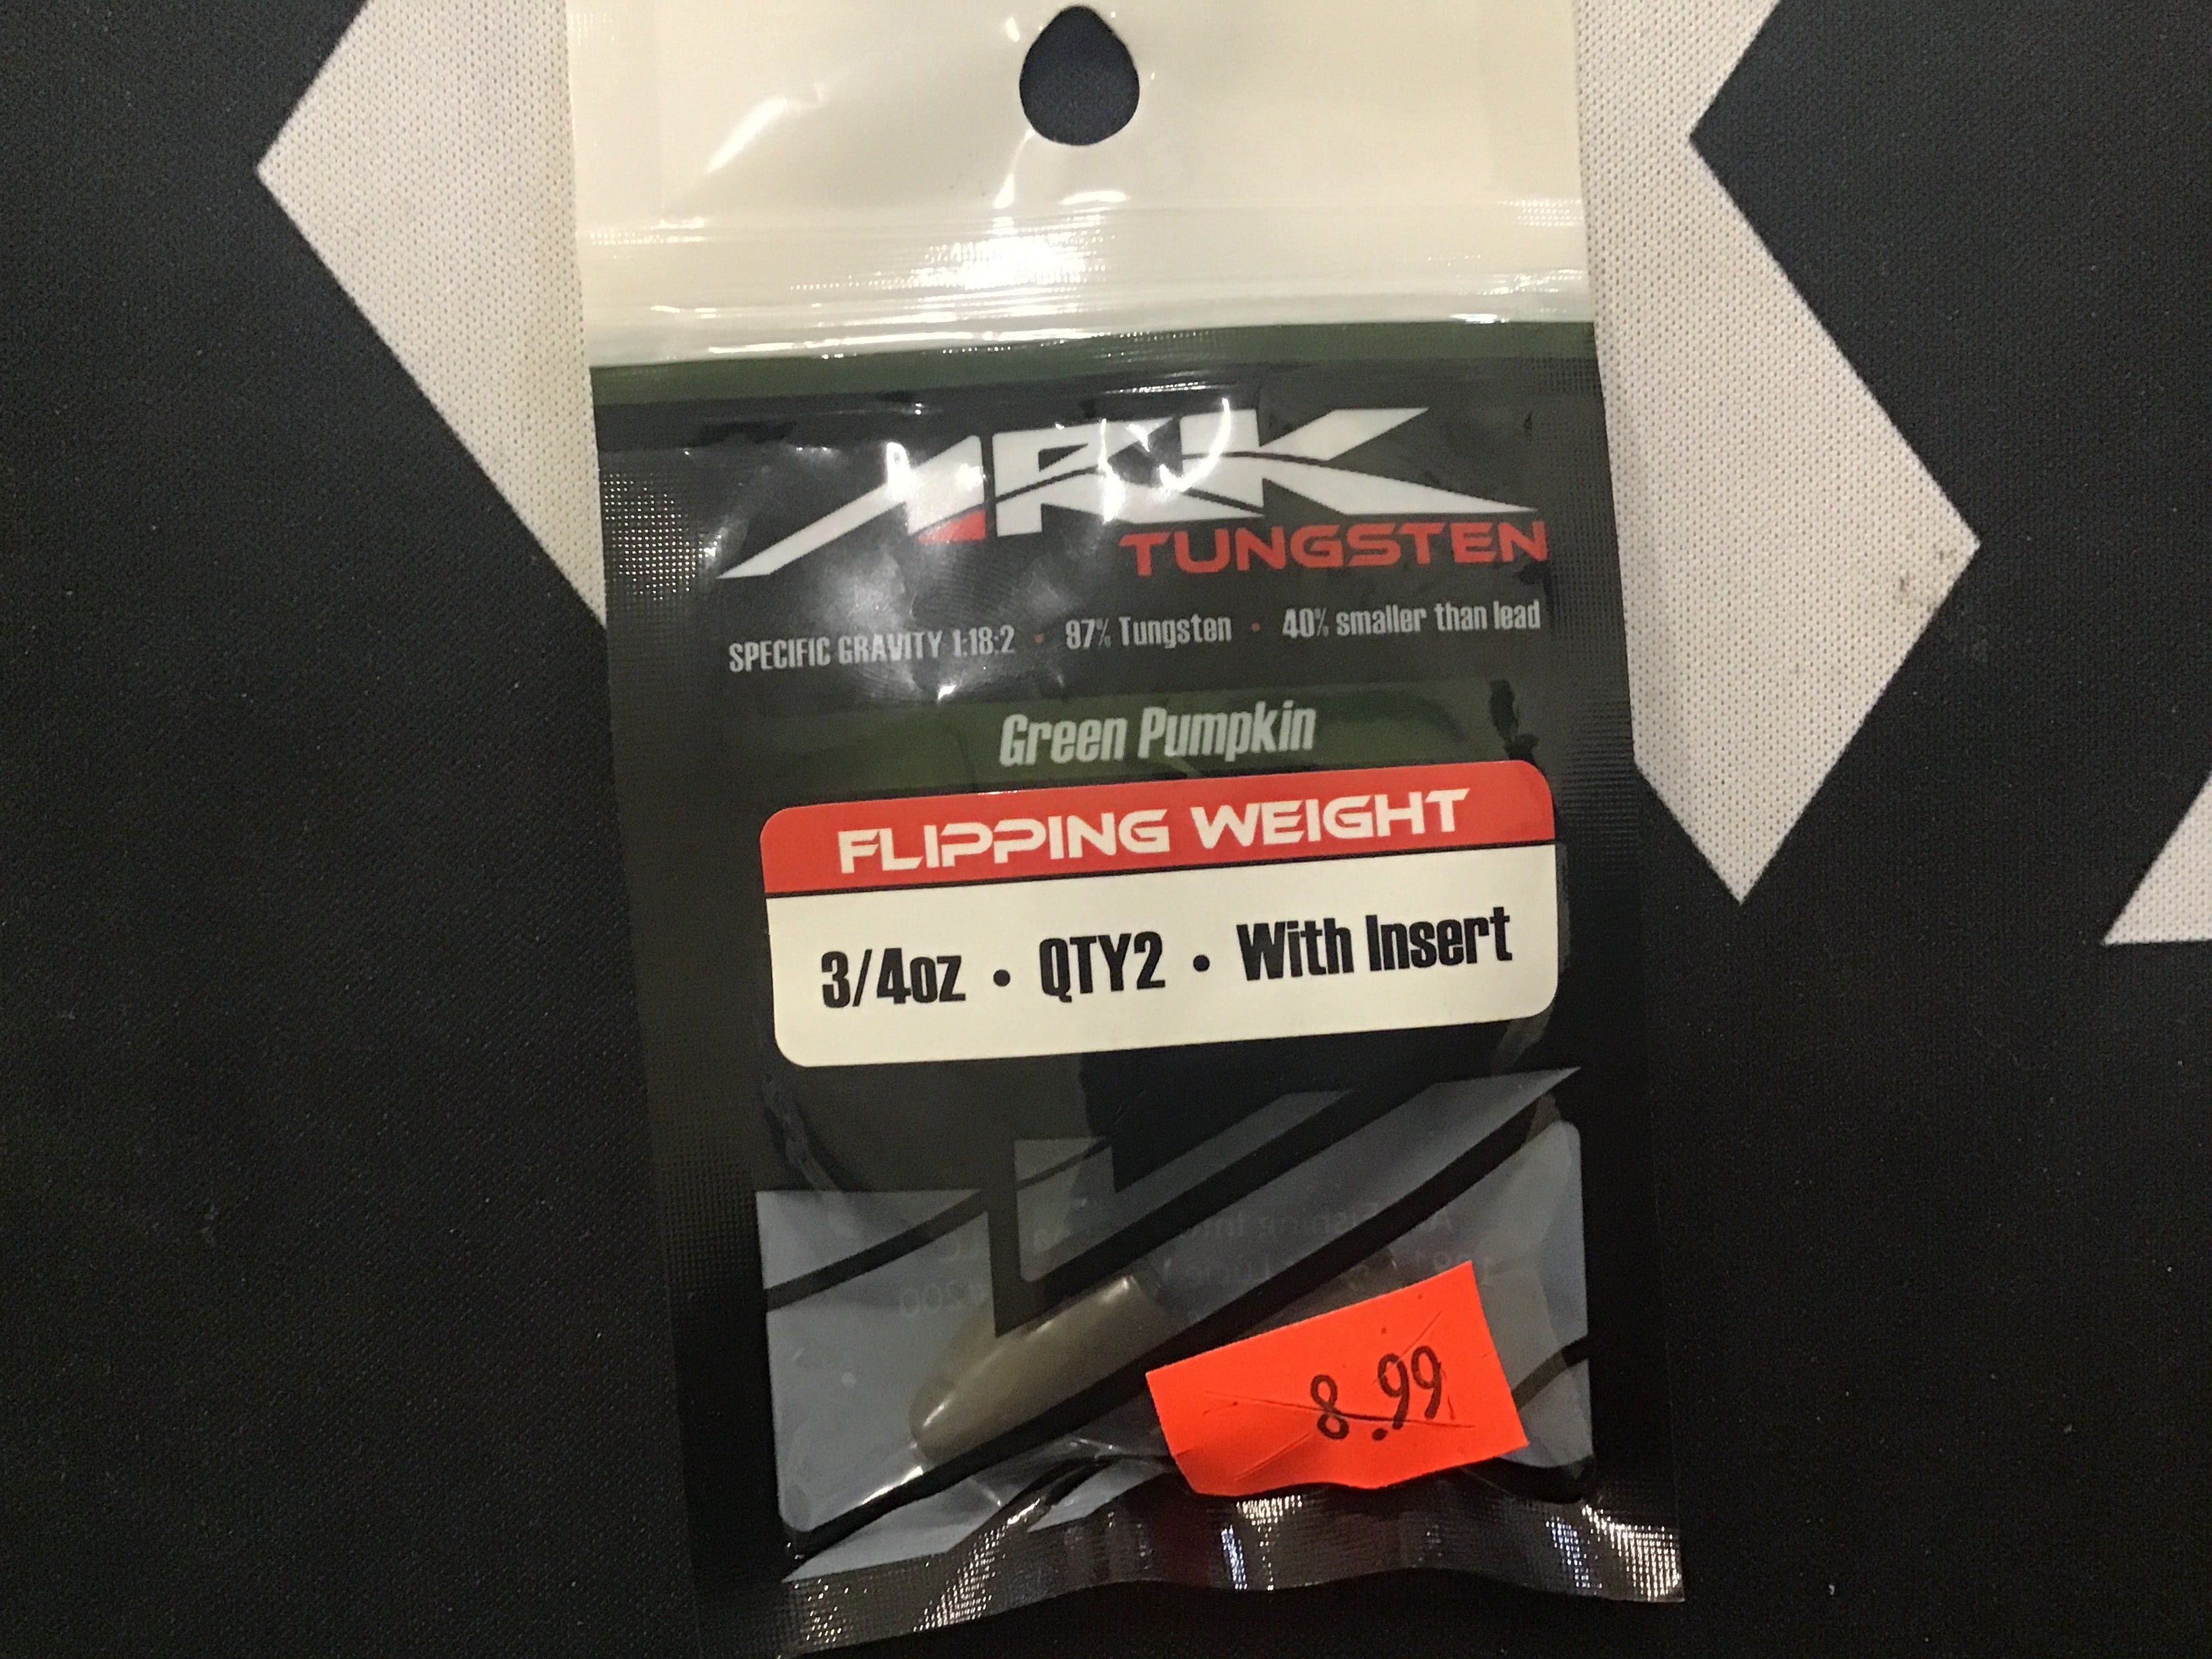 ARK
TUNGSTEN
SPECIFIC GRAVITY 1:18:2 • 97% Tungsten • 40% smaller than lead
Green Pumpkin
FLIPPING WEIGHT
3/4oz • QTY2 • With Insert
8.99